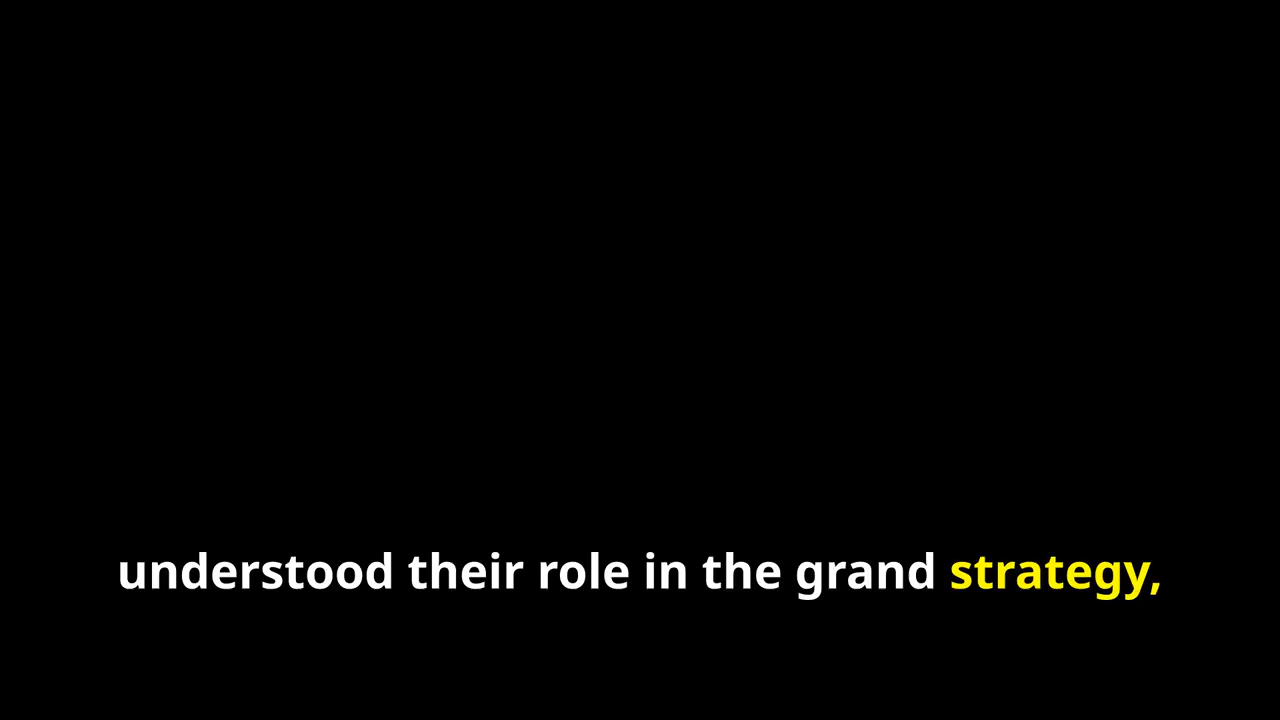 understood their role in the grand strategy,